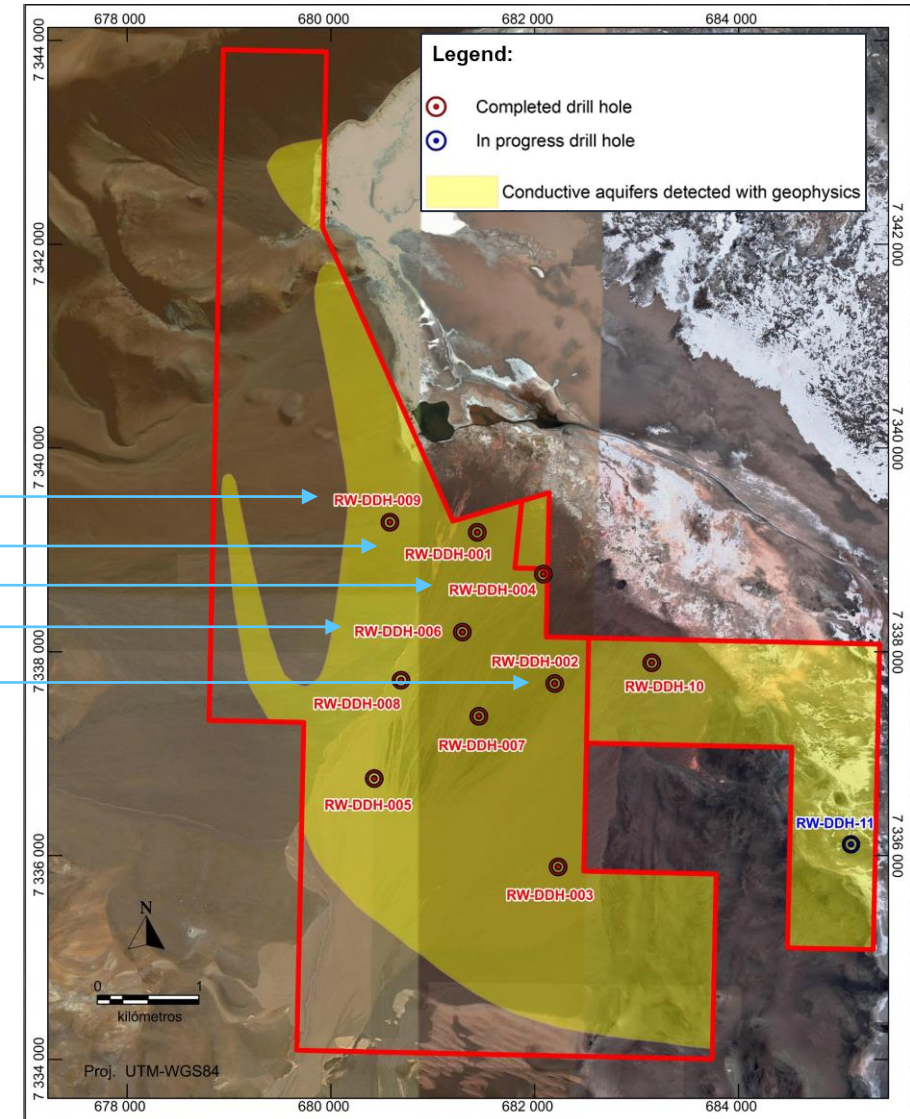 678 000 680 000 682 000 684 000
7 344 000
Legend:
Completed drill hole
In progress drill hole
Conductive aquifers detected with geophysics
7 342 000
7 340 000
7 340 000
RW-DDH-009
RW-DDH-001
RW-DDH-004
RW-DDH-006
7 338 000
7 338 000
RW-DDH-002
RW-DDH-10
RW-DDH-008
RW-DDH-007
RW-DDH-005
RW-DDH-11
7 336 000
7 336 000
RW-DDH-003
N
0 1
kilómetros
Proj. UTM-WGS84
7 334 000
678 000 680 000 682 000 684 000
7 342 000